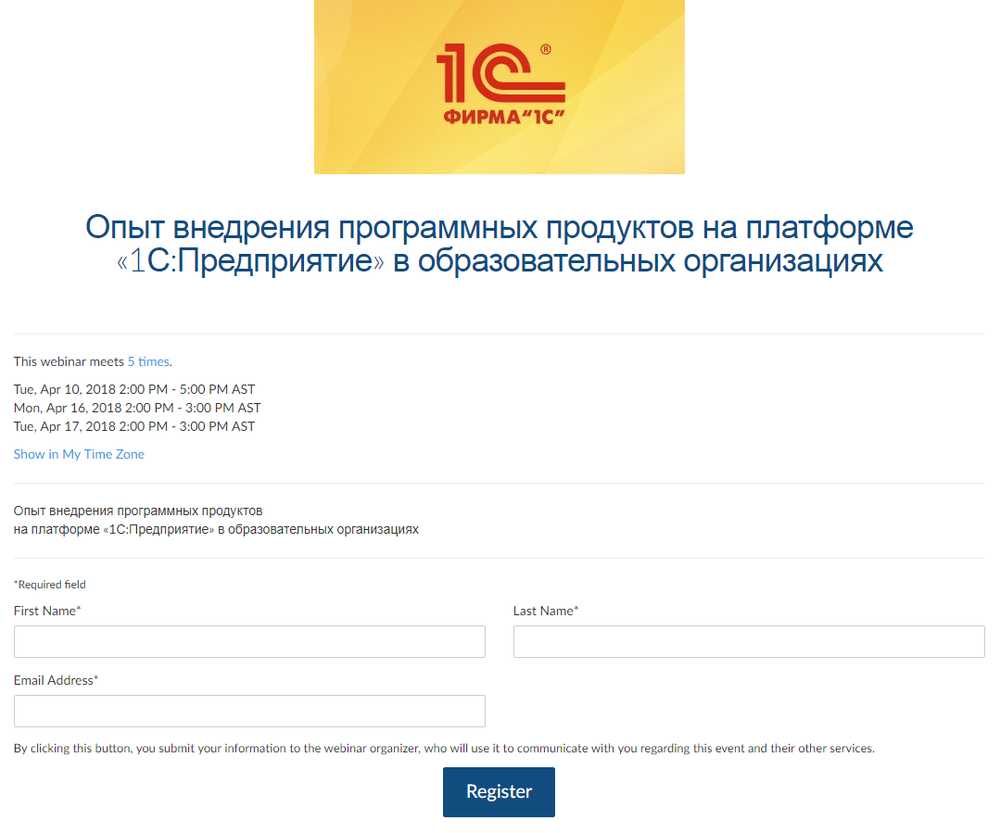 1С®
ФИРМА“1С”
Опыт внедрения программных продуктов на платформе
«1С:Предприятие» в образовательных организациях
This webinar meets 5 times.
Tue, Apr 10, 2018 2:00 PM - 5:00 PM AST
Mon, Apr 16, 2018 2:00 PM - 3:00 PM AST
Tue, Apr 17, 2018 2:00 PM - 3:00 PM AST
Show in My Time Zone
Опыт внедрения программных продуктов
на платформе «1С:Предприятие» в образовательных организациях
*Required field
First Name*
Last Name*
Email Address*
By clicking this button, you submit your information to the webinar organizer, who will use it to communicate with you regarding this event and their other services.
Register